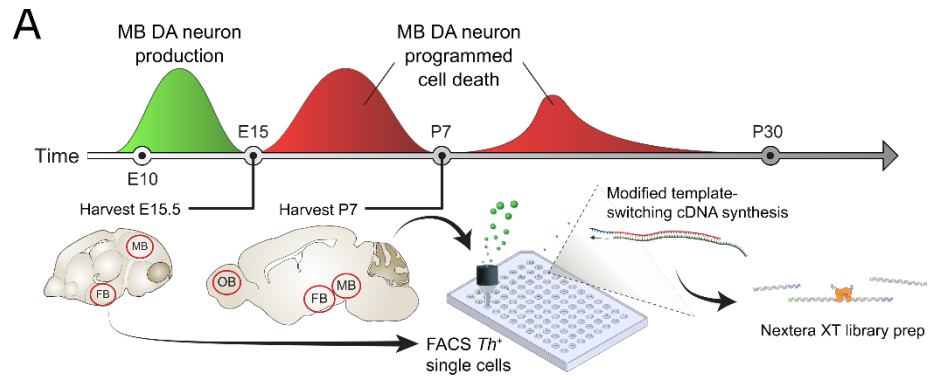 A
MB DA neuron
production
MB DA neuron
programmed
cell death
E15
P7
P30
Time
E10
Harvest E15.5
Harvest P7
Modified template-
switching cDNA synthesis
MB
FB
OB
FB
MB
FACS Th⁺
single cells
Nextera XT library prep